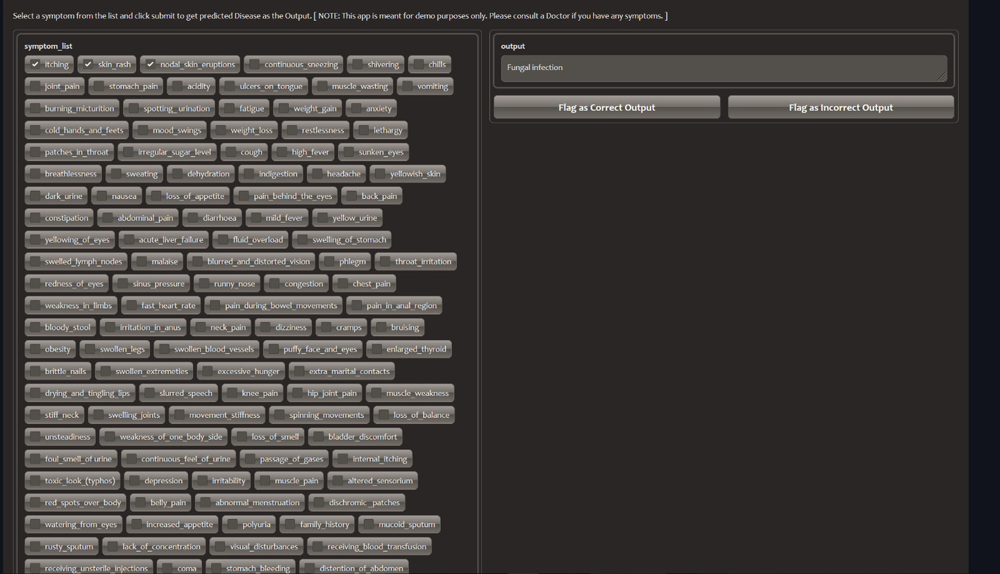 Select a symptom from the list and click submit to get predicted Disease as the Output. [ NOTE: This app is meant for demo purposes only. Please consult a Doctor if you have any symptoms. ]
symptom_list
itching skin_rash nodal_skin_eruptions continuous_sneezing shivering chills
joint_pain stomach_pain acidity ulcers_on_tongue muscle_wasting vomiting
burning_micturition spotting_urination fatigue weight_gain anxiety
cold_hands_and_feets mood_swings weight_loss restlessness lethargy
patches_in_throat irregular_sugar_level cough high_fever sunken_eyes
breathlessness sweating dehydration indigestion headache yellowish_skin
dark_urine nausea loss_of_appetite pain_behind_the_eyes back_pain
constipation abdominal_pain diarrhoea mild_fever yellow_urine
yellowing_of_eyes acute_liver_failure fluid_overload swelling_of_stomach
swelled_lymph_nodes malaise blurred_and_distorted_vision phlegm throat_irritation
redness_of_eyes sinus_pressure runny_nose congestion chest_pain
weakness_in_limbs fast_heart_rate pain_during_bowel_movements pain_in_anal_region
bloody_stool irritation_in_anus neck_pain dizziness cramps bruising
obesity swollen_legs swollen_blood_vessels puffy_face_and_eyes enlarged_thyroid
brittle_nails swollen_extremeties excessive_hunger extra_marital_contacts
drying_and_tingling_lips slurred_speech knee_pain hip_joint_pain muscle_weakness
stiff_neck swelling_joints movement_stiffness spinning_movements loss_of_balance
unsteadiness weakness_of_one_body_side loss_of_smell bladder_discomfort
foul_smell_of urine continuous_feel_of_urine passage_of_gases internal_itching
toxic_look_(typhos) depression irritability muscle_pain altered_sensorium
red_spots_over_body belly_pain abnormal_menstruation dischromic _patches
watering_from_eyes increased_appetite polyuria family_history mucoid_sputum
rusty_sputum lack_of_concentration visual_disturbances receiving_blood_transfusion
receiving_unsterile_injections coma stomach_bleeding distention_of_abdomen
output
Fungal infection
Flag as Correct Output
Flag as Incorrect Output